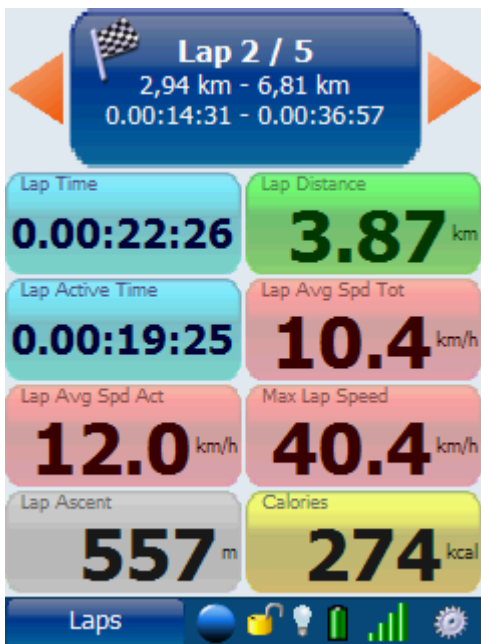 Lap 2 / 5
2,94 km - 6,81 km
0.00:14:31 - 0.00:36:57
Lap Time
0.00:22:26
Lap Distance
3.87 km
Lap Active Time
0.00:19:25
Lap Avg Spd Tot
10.4 km/h
Lap Avg Spd Act
12.0 km/h
Max Lap Speed
40.4 km/h
Lap Ascent
557 m
Calories
274 kcal
Laps